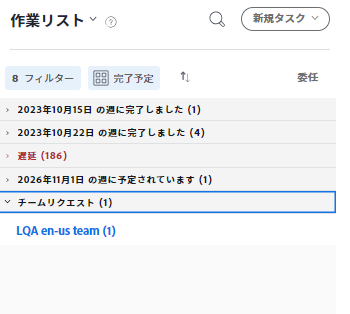 作業リスト
新規タスク
8 フィルター
完了予定
委任
2023年10月15日 の週に完了しました (1)
2023年10月22日 の週に完了しました (4)
遅延 (186)
2026年11月1日 の週に予定されています (1)
チームリクエスト (1)
LQA en-us team (1)